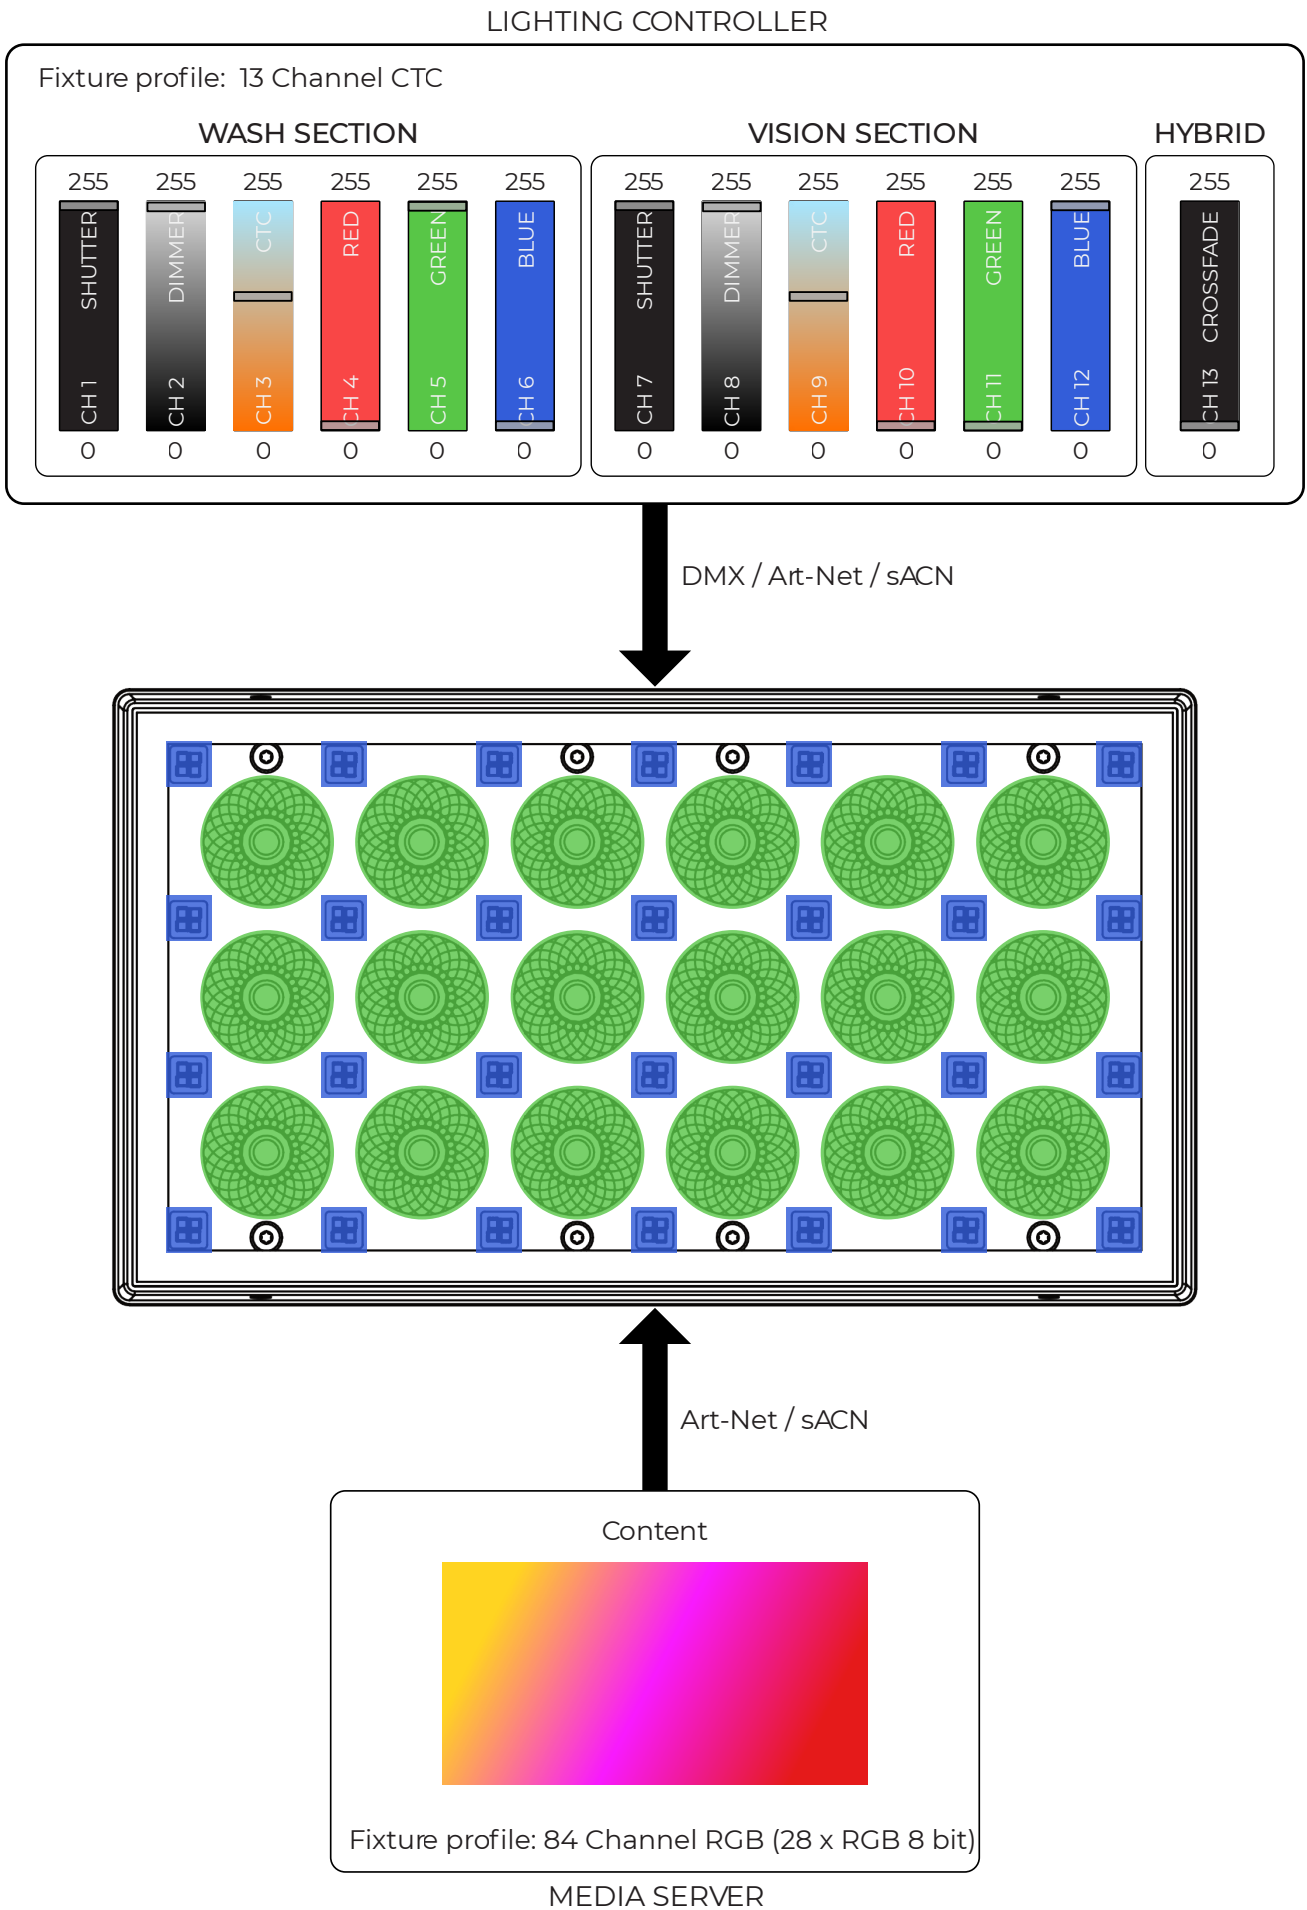 LIGHTING CONTROLLER
Fixture profile: 13 Channel CTC
WASH SECTION
VISION SECTION
HYBRID
255 255 255 255 255 255 255 255 255 255 255 255 255
CH 1 SHUTTER
CH 2 DIMMER
CH 3 CTC
CH 4 RED
CH 5 GREEN
CH 6 BLUE
CH 7 SHUTTER
CH 8 DIMMER
CH 9 CTC
CH 10 RED
CH 11 GREEN
CH 12 BLUE
CH 13 CROSSFADE
0 0 0 0 0 0 0 0 0 0 0 0 0
DMX / Art-Net / sACN
Art-Net / sACN
Content
Fixture profile: 84 Channel RGB (28 x RGB 8 bit)
MEDIA SERVER